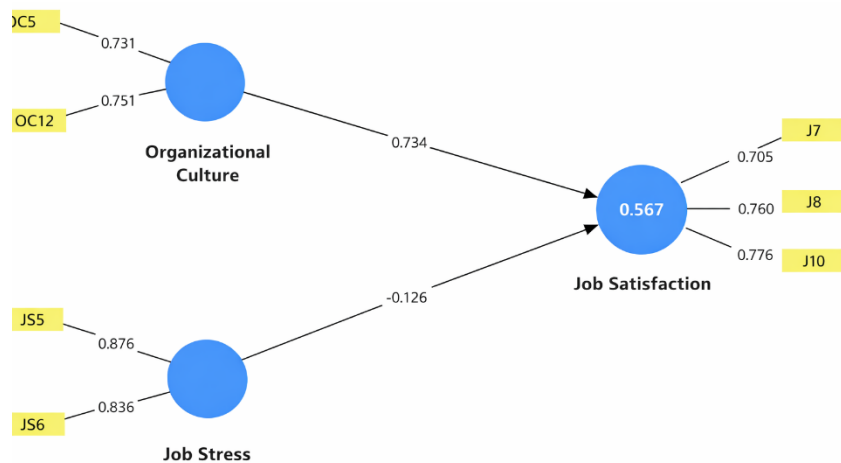 OC5
0.731
0.751
OC12
Organizational
Culture
0.734
J7
0.705
0.567
0.760
J8
0.776
J10
Job Satisfaction
-0.126
JS5
0.876
0.836
JS6
Job Stress